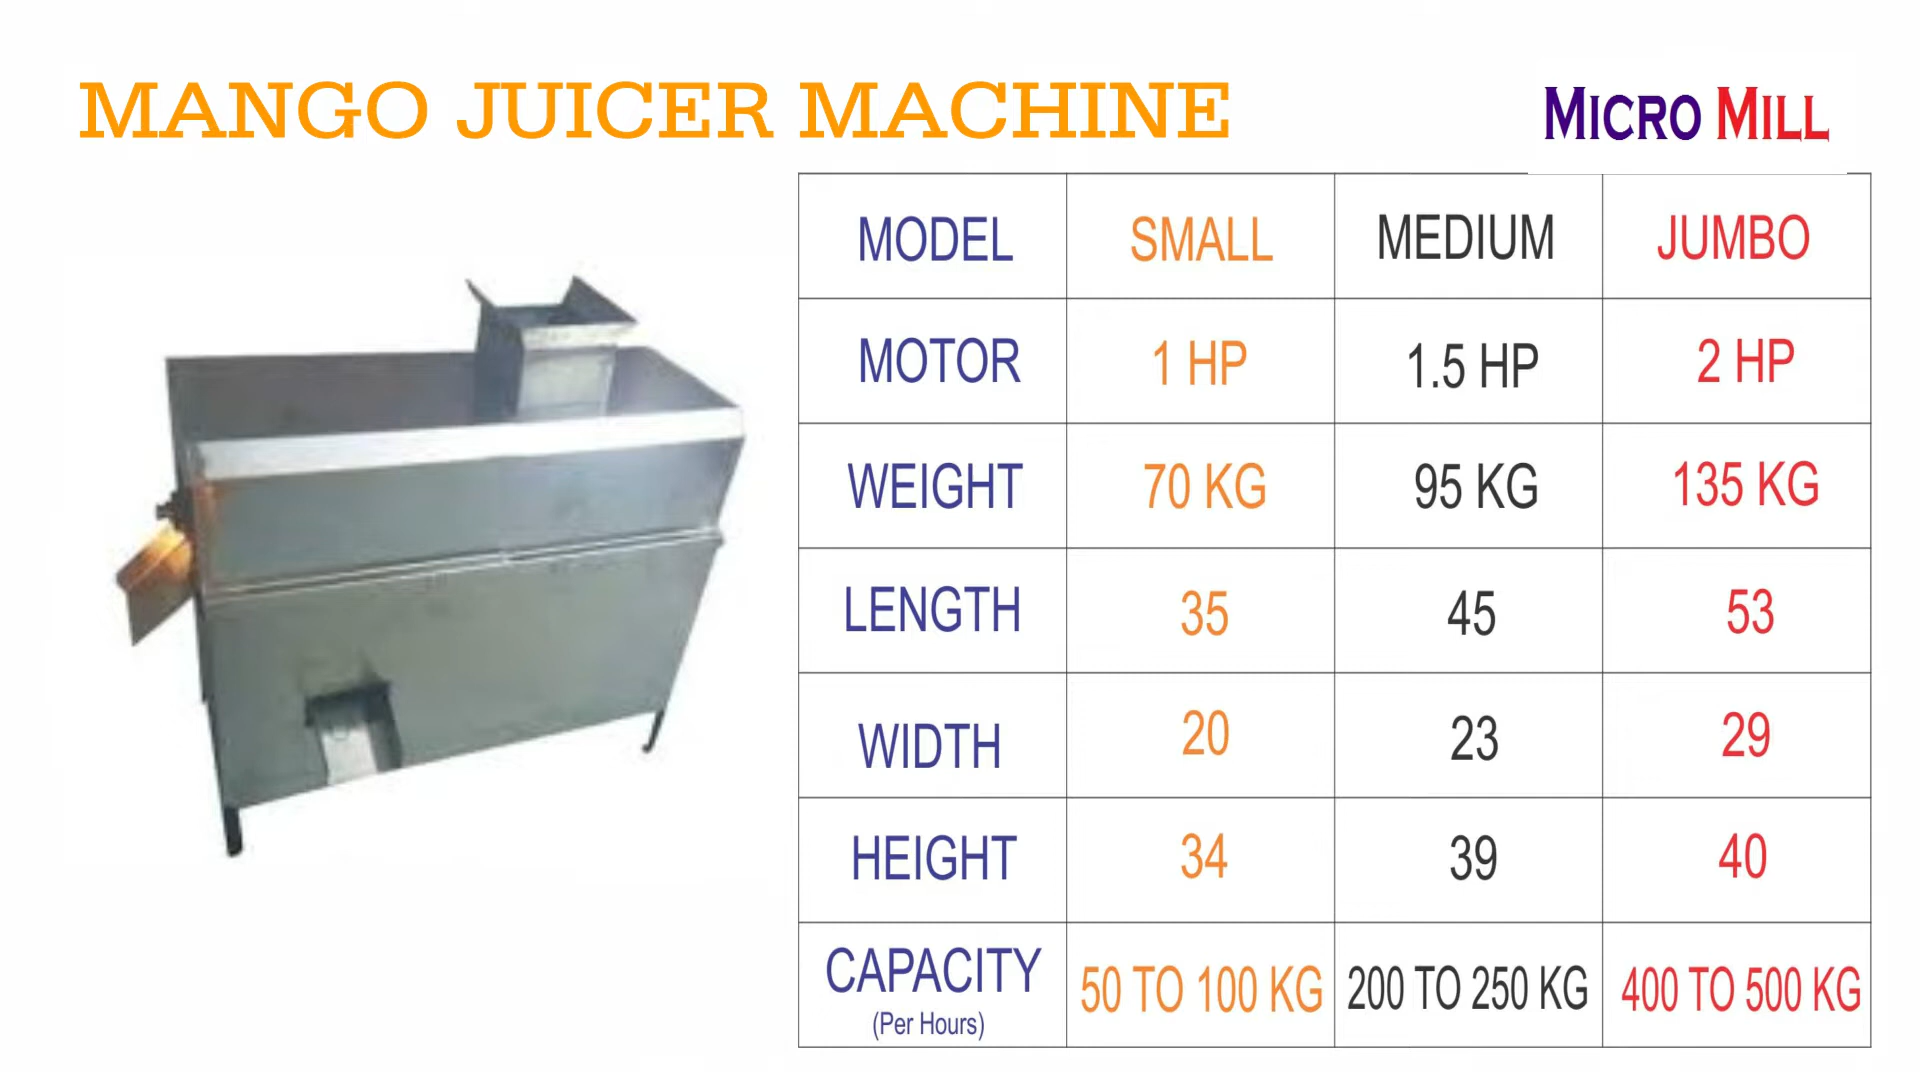 MANGO JUICER MACHINE
MICRO MILL
MODEL SMALL MEDIUM JUMBO
MOTOR 1 HP 1.5 HP 2 HP
WEIGHT 70 KG 95 KG 135 KG
LENGTH 35 45 53
WIDTH 20 23 29
HEIGHT 34 39 40
CAPACITY 50 TO 100 KG 200 TO 250 KG 400 TO 500 KG
(Per Hours)